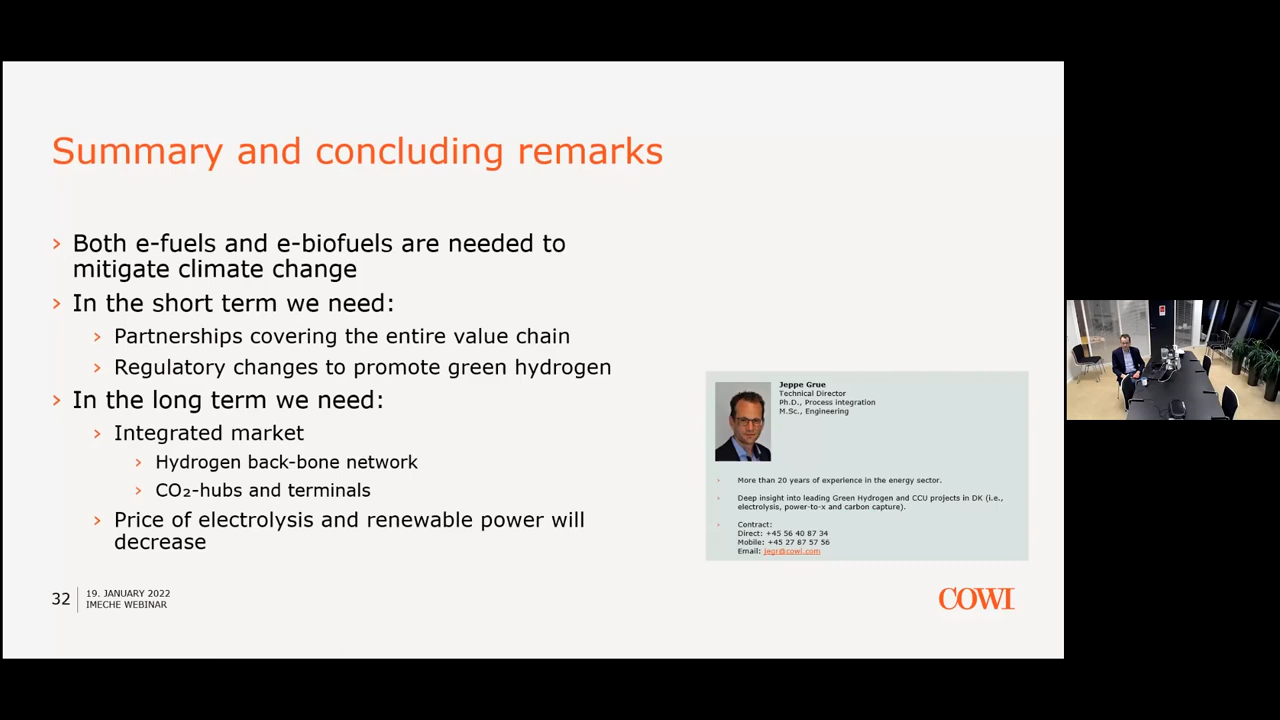 Summary and concluding remarks
› Both e-fuels and e-biofuels are needed to
mitigate climate change
› In the short term we need:
› Partnerships covering the entire value chain
› Regulatory changes to promote green hydrogen
› In the long term we need:
› Integrated market
› Hydrogen back-bone network
› CO₂-hubs and terminals
› Price of electrolysis and renewable power will
decrease
Jeppe Grue
Technical Director
Ph.D., Process integration
M.Sc., Engineering
› More than 20 years of experience in the energy sector.
› Deep insight into leading Green Hydrogen and CCU projects in DK (i.e.,
electrolysis, power-to-x and carbon capture).
› Contract:
Direct: +45 56 40 87 34
Mobile: +45 27 87 57 56
Email: jegr@cowi.com
32
19. JANUARY 2022
IMECHE WEBINAR
COWI